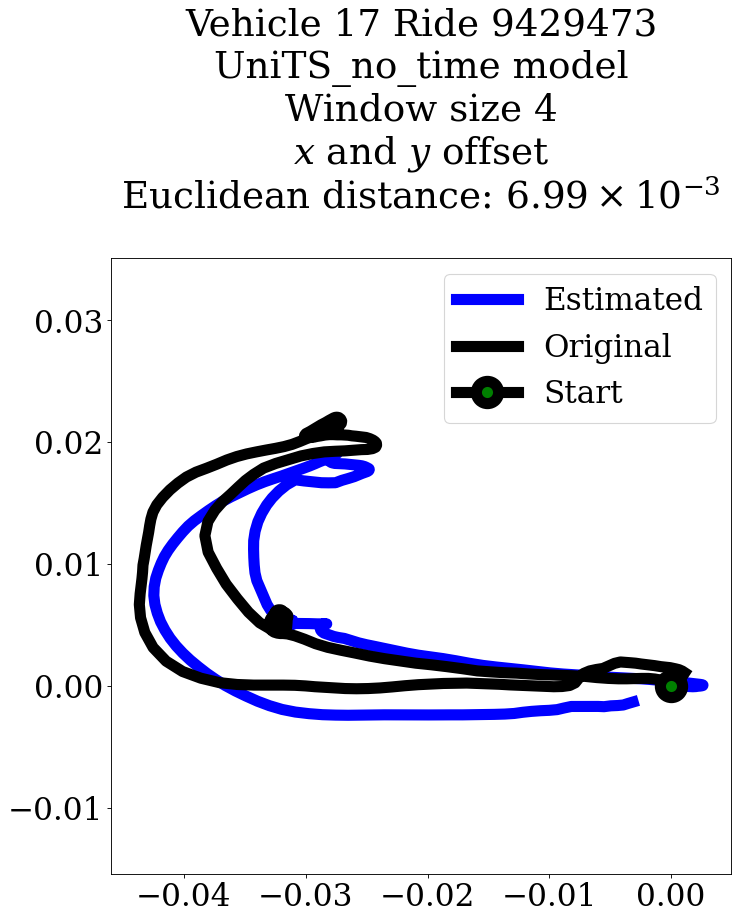 Vehicle 17 Ride 9429473
UniTS_no_time model
Window size 4
x and y offset
Euclidean distance: 6.99 × 10⁻³
Estimated
Original
Start
0.03
0.02
0.01
0.00
−0.01
−0.04 −0.03 −0.02 −0.01 0.00